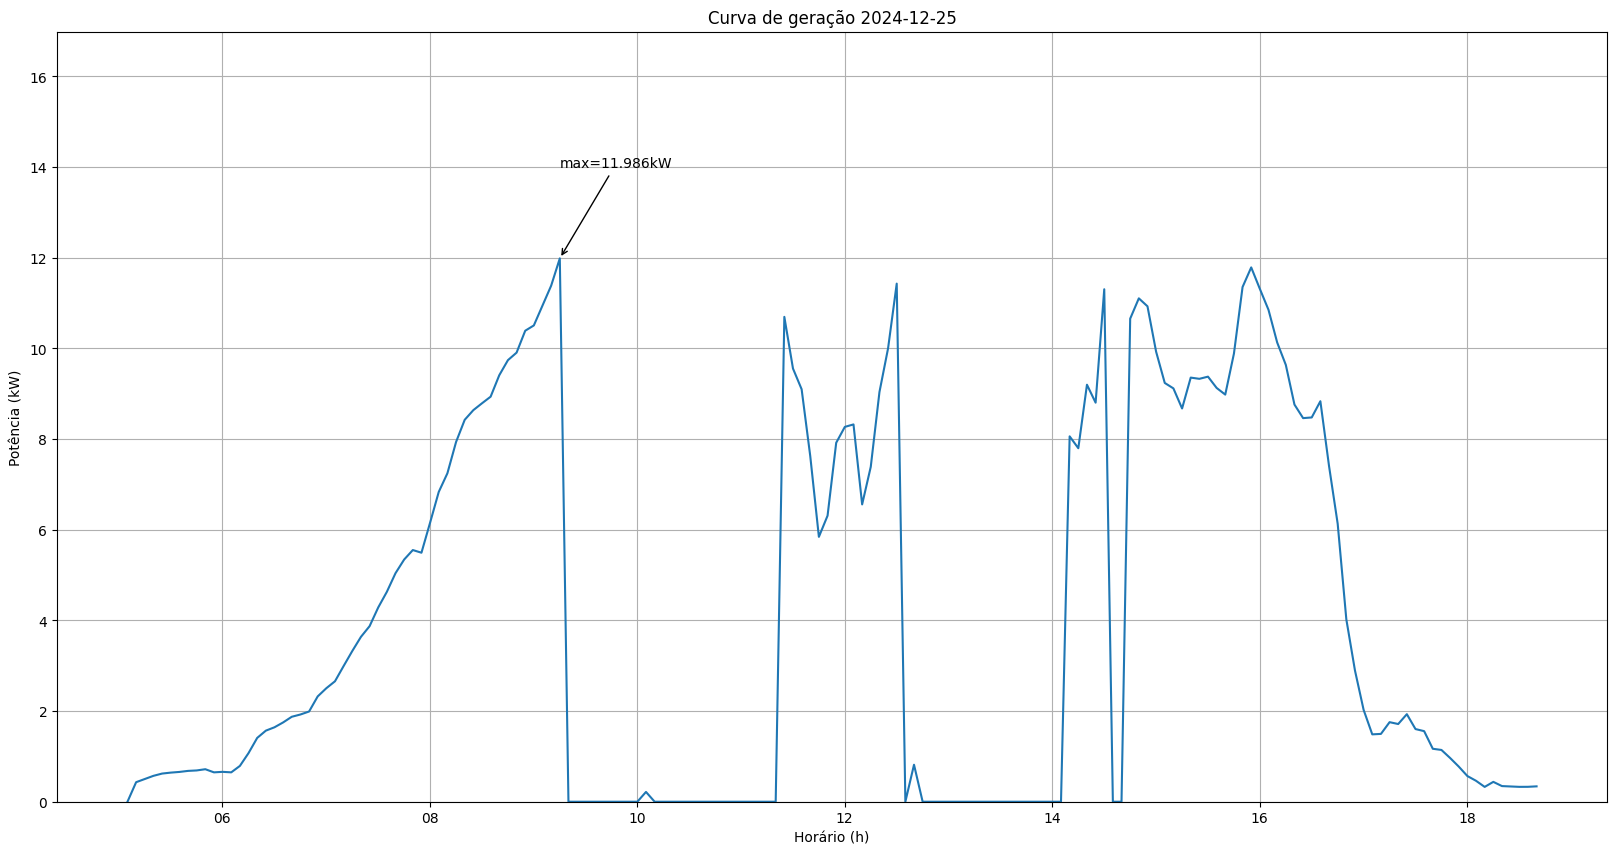 Curva de geração 2024-12-25
16
14
12
10
8
6
4
2
0
Potência (kW)
max=11.986kW
06 08 10 12 14 16 18
Horário (h)